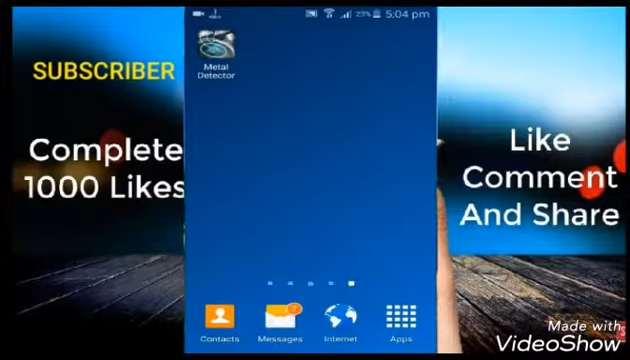 23% 5:04 pm
Metal
Detector
SUBSCRIBER
Complete
1000 Likes
Like
Comment
And Share
Contacts
Messages
Internet
Apps
Made with
VideoShow